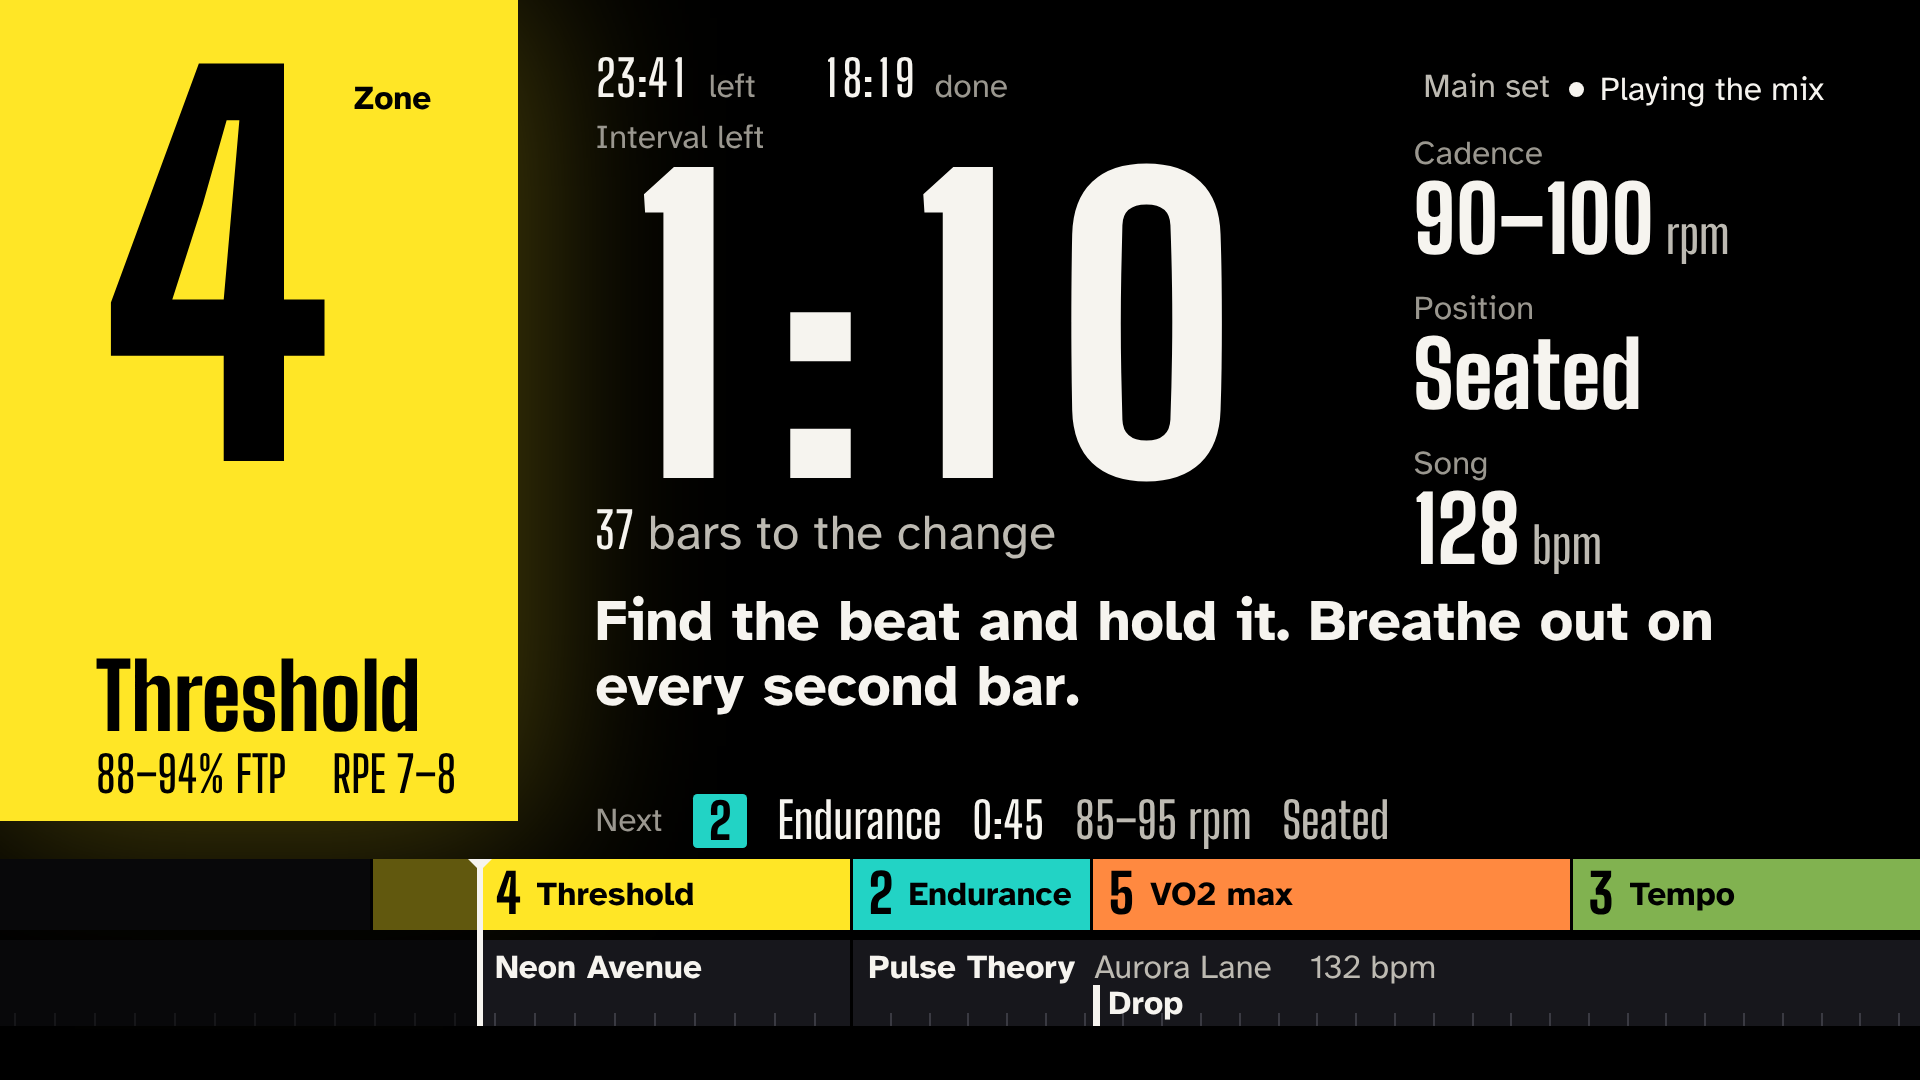 4 Zone
Threshold
88–94% FTP RPE 7–8
23:41 left 18:19 done
Interval left
1:10
37 bars to the change
Main set • Playing the mix
Cadence
90–100 rpm
Position
Seated
Song
128 bpm
Find the beat and hold it. Breathe out on
every second bar.
Next 2 Endurance 0:45 85–95 rpm Seated
4 Threshold 2 Endurance 5 VO2 max 3 Tempo
Neon Avenue Pulse Theory Aurora Lane 132 bpm
Drop